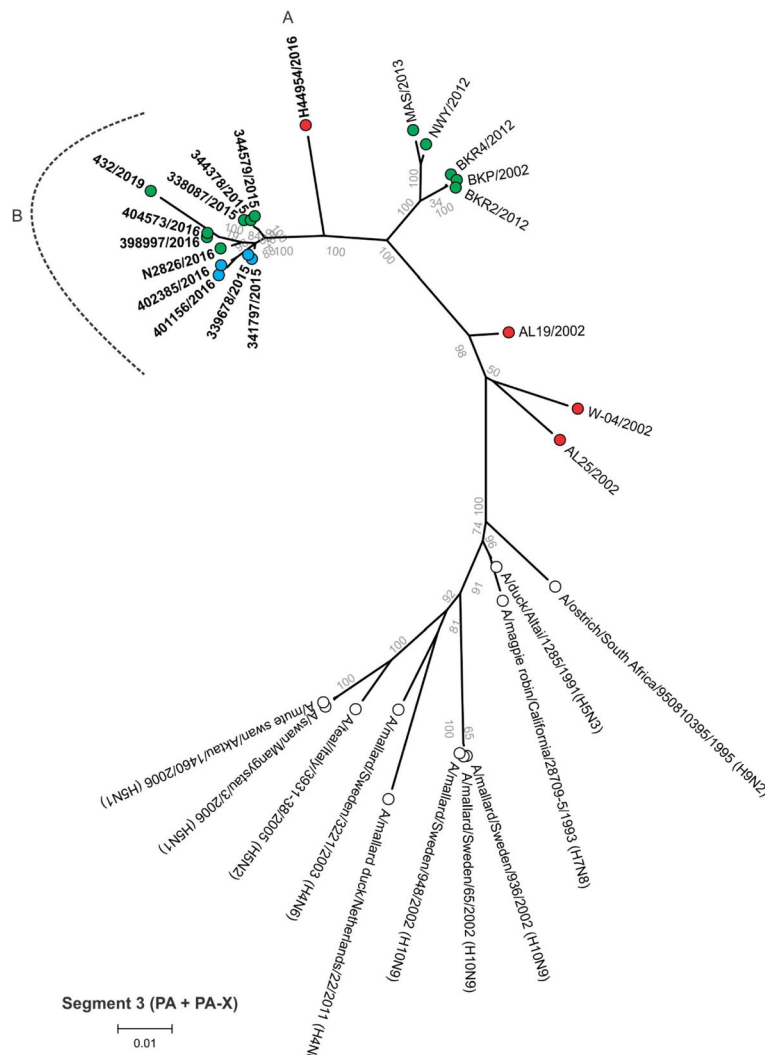 A
H44954/2016
MAS/2013
NWY/2012
BKR4/2012
BKP/2002
BKR2/2012
B
432/2019
344579/2015
344378/2015
338087/2015
404573/2016
398997/2016
N2826/2016
402385/2016
401156/2016
339678/2015
341797/2015
100
100
100
100
34
100
100
98
AL19/2002
50
W-04/2002
AL25/2002
100
74
96
91
92
81
100
100
100
65
A/ostrich/South Africa/950810395/1995 (H9N2)
A/duck/Altai/1285/1991(H5N3)
A/magpie robin/California/28709-5/1993 (H7N8)
A/mallard/Sweden/936/2002 (H10N9)
A/mallard/Sweden/65/2002 (H10N9)
A/mallard/Sweden/948/2002 (H10N9)
A/mallard duck/Netherlands/22/2011 (H4N
A/mallard/Sweden/3221/2003 (H4N6)
A/teal/Italy/3931-38/2005 (H5N2)
A/swan/Mangystau/3/2006 (H5N1)
A/mute swan/Aktau/1460/2006 (H5N1)
Segment 3 (PA + PA-X)
0.01